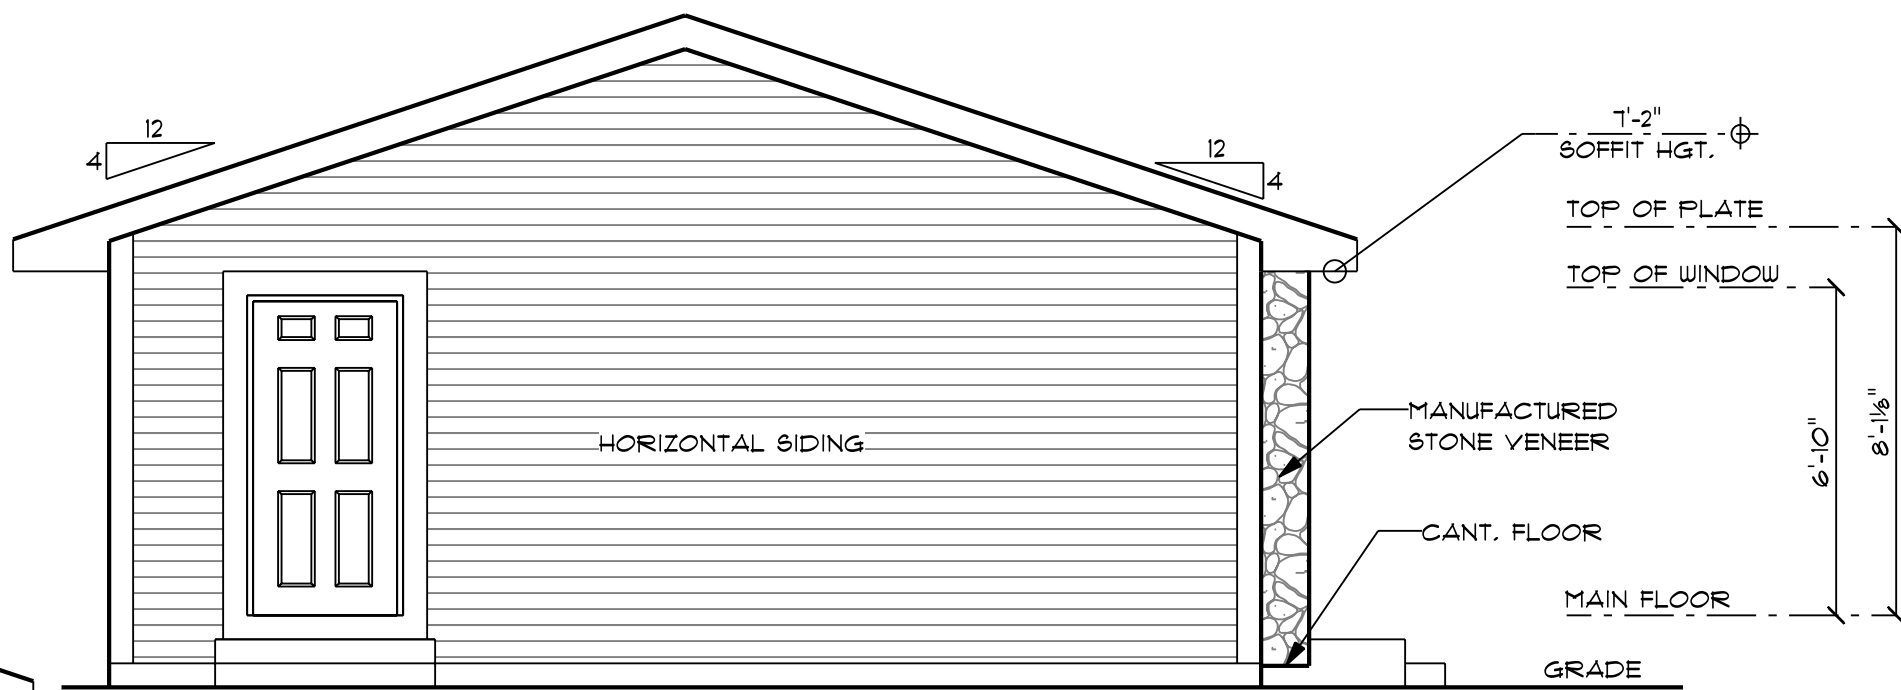 12
4
12
4
7'-2"
SOFFIT HGT.
TOP OF PLATE
TOP OF WINDOW
HORIZONTAL SIDING
MANUFACTURED
STONE VENEER
6'-10"
8'-1⅛"
CANT. FLOOR
MAIN FLOOR
GRADE